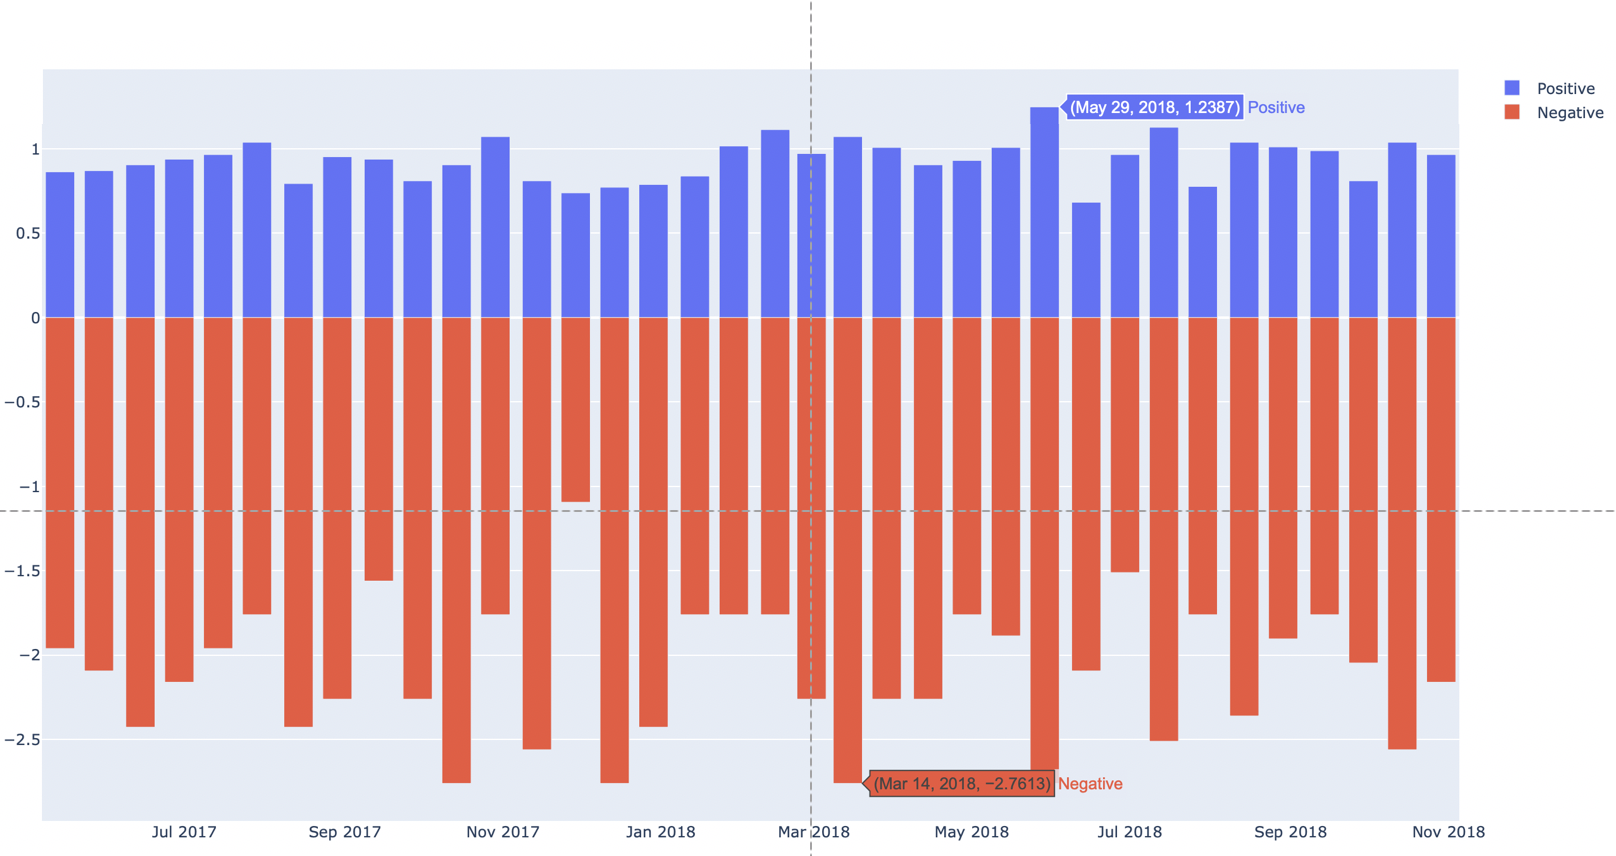 Positive
Negative
(May 29, 2018, 1.2387) Positive
1
0.5
0
−0.5
−1
−1.5
−2
−2.5
(Mar 14, 2018, −2.7613) Negative
Jul 2017
Sep 2017
Nov 2017
Jan 2018
Mar 2018
May 2018
Jul 2018
Sep 2018
Nov 2018